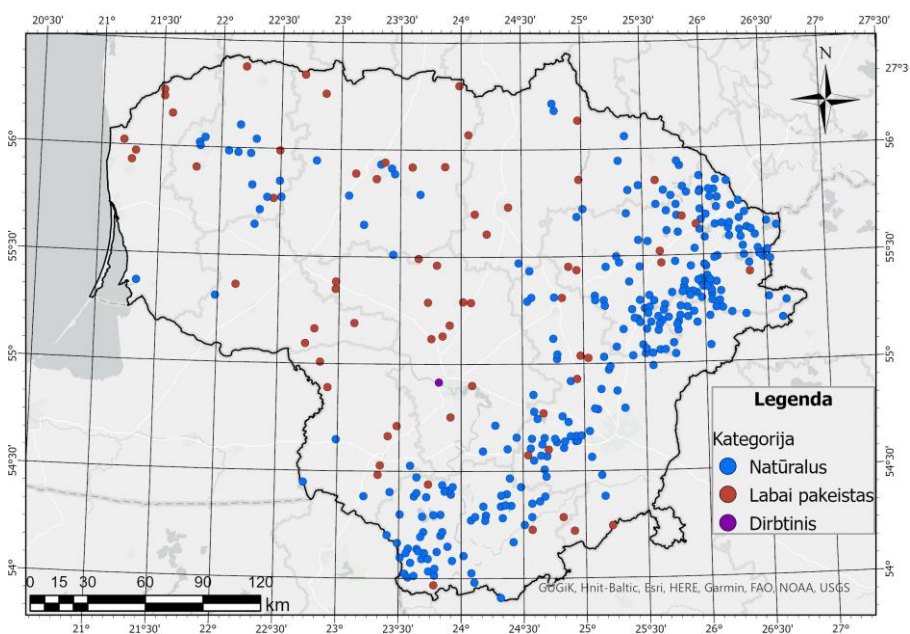 20°30' 21° 21°30' 22° 22°30' 23° 23°30' 24° 24°30' 25° 25°30' 26° 26°30' 27° 27°30'
N
27°3
56° 56°
55°30' 55°30'
55° 55°
Legenda
Kategorija
Natūralus
Labai pakeistas
Dirbtinis
54°30' 54°30'
54° 54°
0 15 30 60 90 120
km
GUGiK, Hnit-Baltic, Esri, HERE, Garmin, FAO, NOAA, USGS
21° 21°30' 22° 22°30' 23° 23°30' 24° 24°30' 25° 25°30' 26° 26°30' 27°